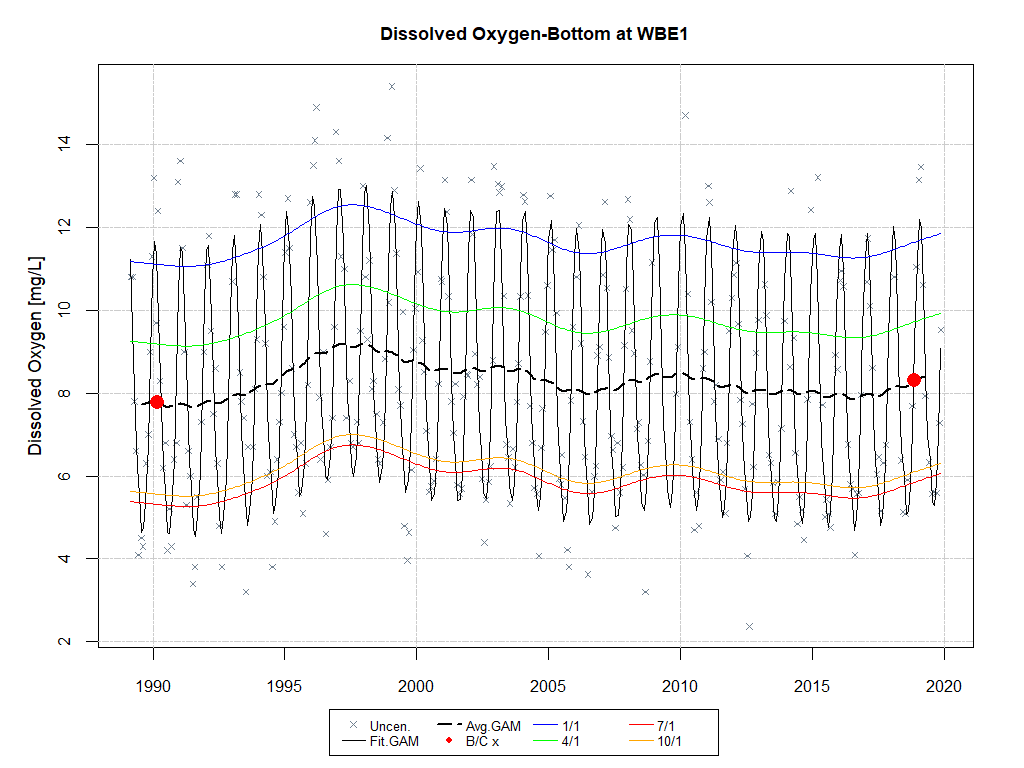 Dissolved Oxygen-Bottom at WBE1
Dissolved Oxygen [mg/L]
14
12
10
8
6
4
2
1990 1995 2000 2005 2010 2015 2020
Uncen. Avg.GAM 1/1 7/1
Fit.GAM B/C x 4/1 10/1